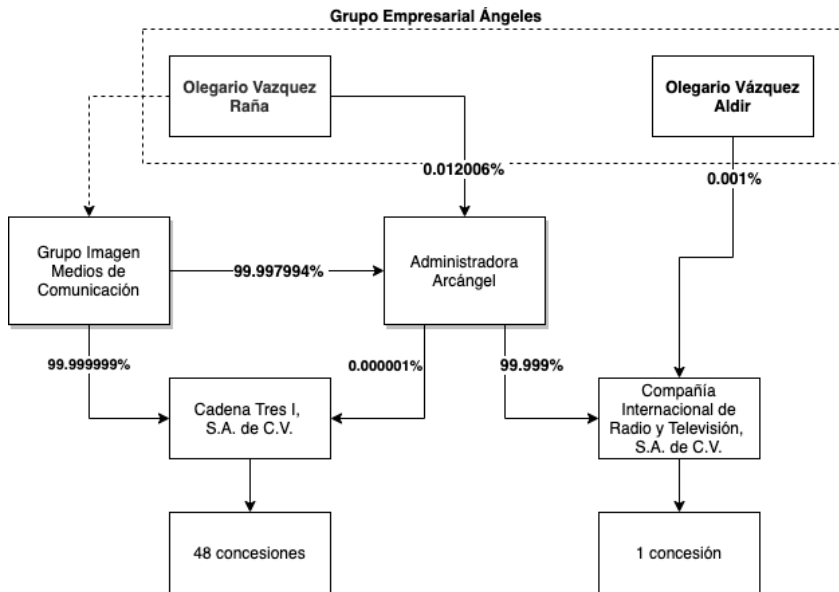 Grupo Empresarial Ángeles
Olegario Vazquez
Raña
Olegario Vázquez
Aldir
0.012006%
0.001%
Grupo Imagen
Medios de
Comunicación
99.997994%
Administradora
Arcángel
99.999999%
0.000001%
99.999%
Cadena Tres I,
S.A. de C.V.
Compañía
Internacional de
Radio y Televisión,
S.A. de C.V.
48 concesiones
1 concesión